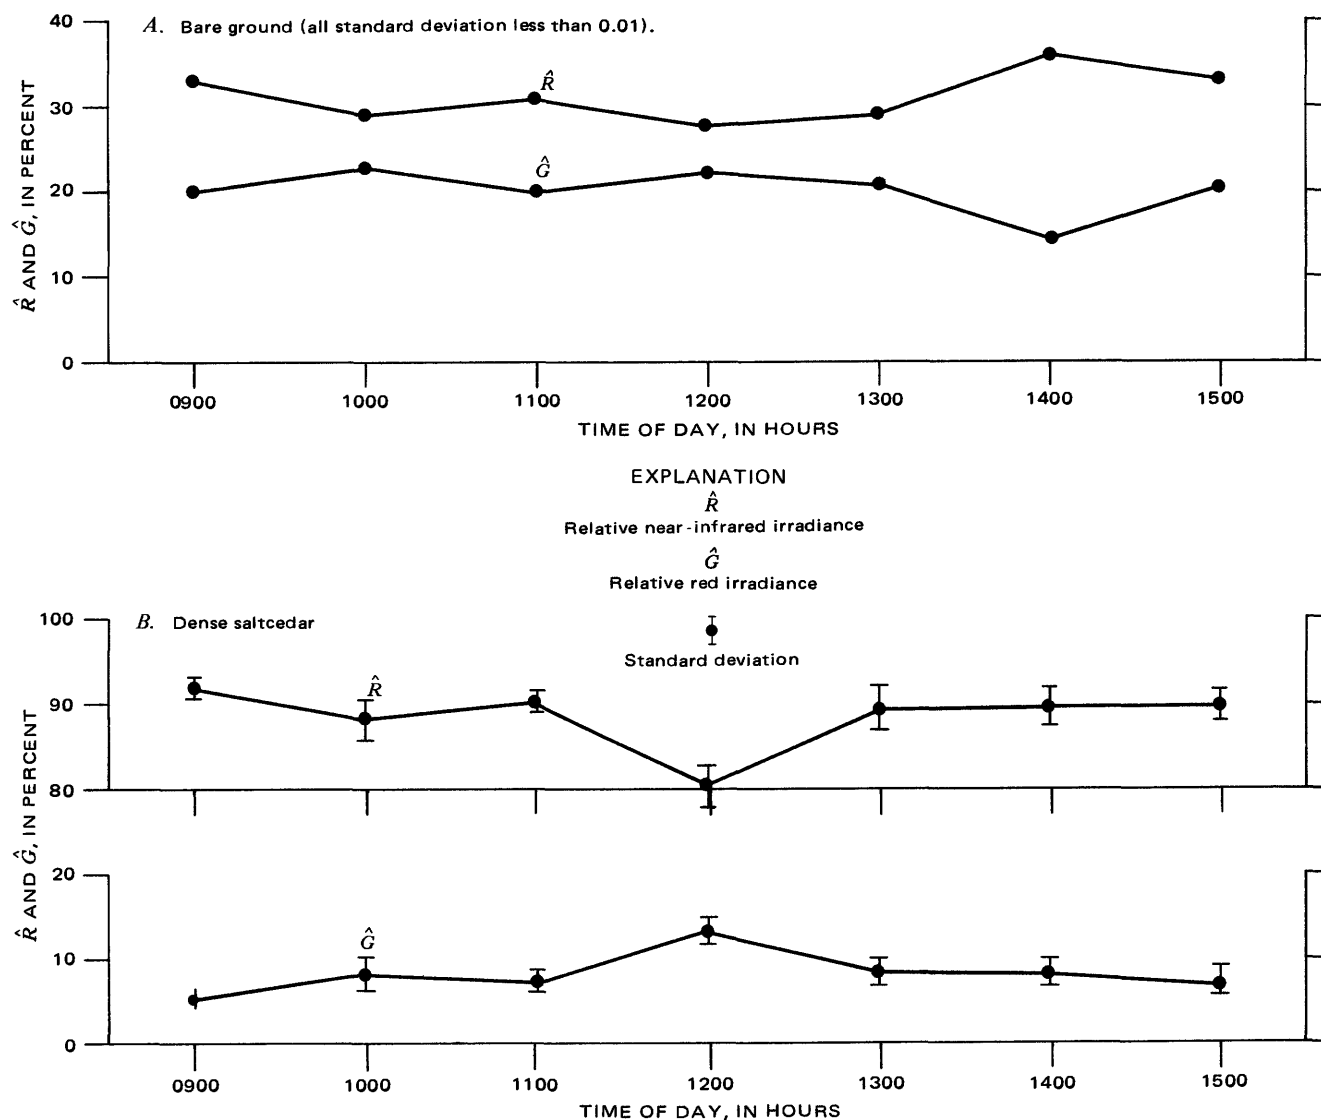 A. Bare ground (all standard deviation less than 0.01).
40
30
20
10
0
R̂ AND Ĝ, IN PERCENT
R̂
Ĝ
0900 1000 1100 1200 1300 1400 1500
TIME OF DAY, IN HOURS
EXPLANATION
R̂
Relative near-infrared irradiance
Ĝ
Relative red irradiance
Standard deviation
B. Dense saltcedar
100
90
80
20
10
0
R̂ AND Ĝ, IN PERCENT
R̂
Ĝ
0900 1000 1100 1200 1300 1400 1500
TIME OF DAY, IN HOURS